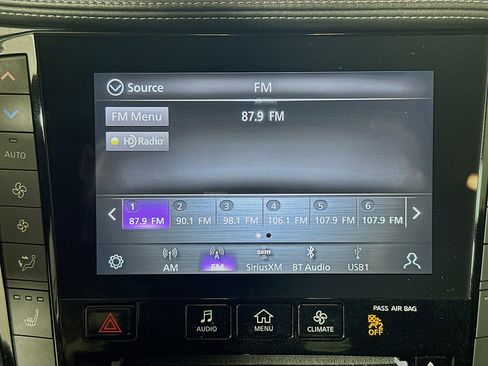 Source FM
FM Menu 87.9 FM
HD Radio
AUTO
1 2 3 4 5 6
87.9 FM 90.1 FM 98.1 FM 106.1 FM 107.9 FM 107.9 FM
AM FM SiriusXM BT Audio USB1
sxm
PASS AIR BAG
AUDIO MENU CLIMATE OFF